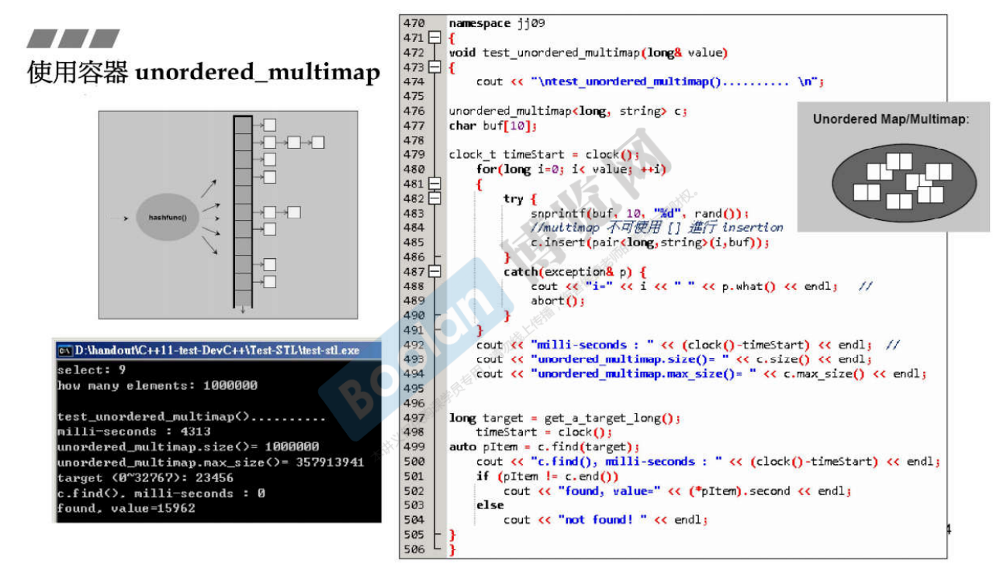 使用容器 unordered_multimap
hashfunc()
D:\handout\C++11-test-DevC++\Test-STL\test-stl.exe
select: 9
how many elements: 1000000
test_unordered_multimap()..........
milli-seconds : 4313
unordered_multimap.size()= 1000000
unordered_multimap.max_size()= 357913941
target (0~32767): 23456
c.find(), milli-seconds : 0
found, value=15962
470 namespace jj09
471 {
472 void test_unordered_multimap(long& value)
473 {
474 cout << "\ntest_unordered_multimap().......... \n";
475
476 unordered_multimap<long, string> c;
477 char buf[10];
478
479 clock_t timeStart = clock();
480 for(long i=0; i< value; ++i)
481 {
482 try {
483 snprintf(buf, 10, "%d", rand());
484 //multimap 不可使用 [] 進行 insertion
485 c.insert(pair<long,string>(i,buf));
486 }
487 catch(exception& p) {
488 cout << "i=" << i << " " << p.what() << endl; //
489 abort();
490 }
491 }
492 cout << "milli-seconds : " << (clock()-timeStart) << endl; //
493 cout << "unordered_multimap.size()= " << c.size() << endl;
494 cout << "unordered_multimap.max_size()= " << c.max_size() << endl;
495
496
497 long target = get_a_target_long();
498 timeStart = clock();
499 auto pItem = c.find(target);
500 cout << "c.find(), milli-seconds : " << (clock()-timeStart) << endl;
501 if (pItem != c.end())
502 cout << "found, value=" << (*pItem).second << endl;
503 else
504 cout << "not found! " << endl;
505 }
506 }
Unordered Map/Multimap:
Boolan 博览网
4